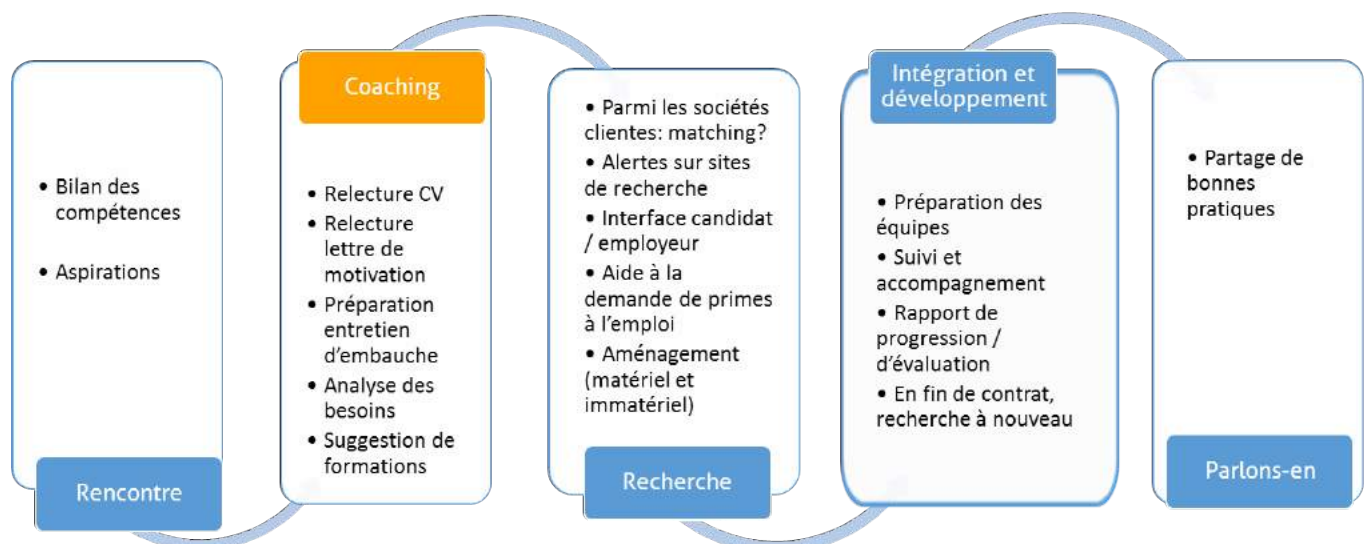 • Bilan des
compétences
• Aspirations
Rencontre
Coaching
• Relecture CV
• Relecture
lettre de
motivation
• Préparation
entretien
d'embauche
• Analyse des
besoins
• Suggestion de
formations
• Parmi les sociétés
clientes: matching?
• Alertes sur sites
de recherche
• Interface candidat
/ employeur
• Aide à la
demande de primes
à l'emploi
• Aménagement
(matériel et
immatériel)
Recherche
Intégration et
développement
• Préparation des
équipes
• Suivi et
accompagnement
• Rapport de
progression /
d'évaluation
• En fin de contrat,
recherche à nouveau
• Partage de
bonnes
pratiques
Parlons-en